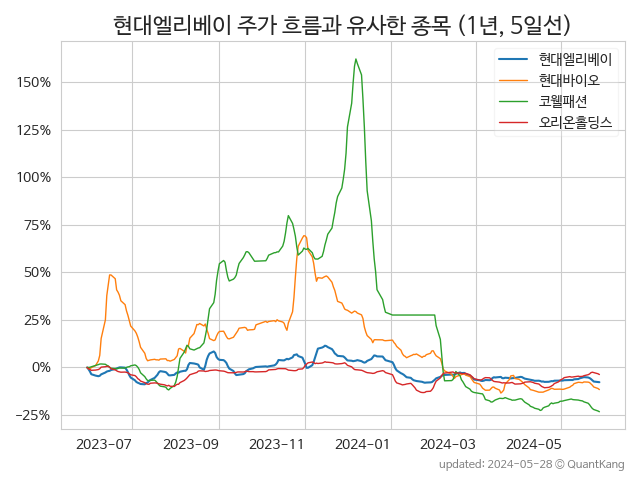 현대엘리베이 주가 흐름과 유사한 종목 (1년, 5일선)
현대엘리베이
현대바이오
코웰패션
오리온홀딩스
150%
125%
100%
75%
50%
25%
0%
−25%
2023-07 2023-09 2023-11 2024-01 2024-03 2024-05
updated: 2024-05-28 © QuantKang